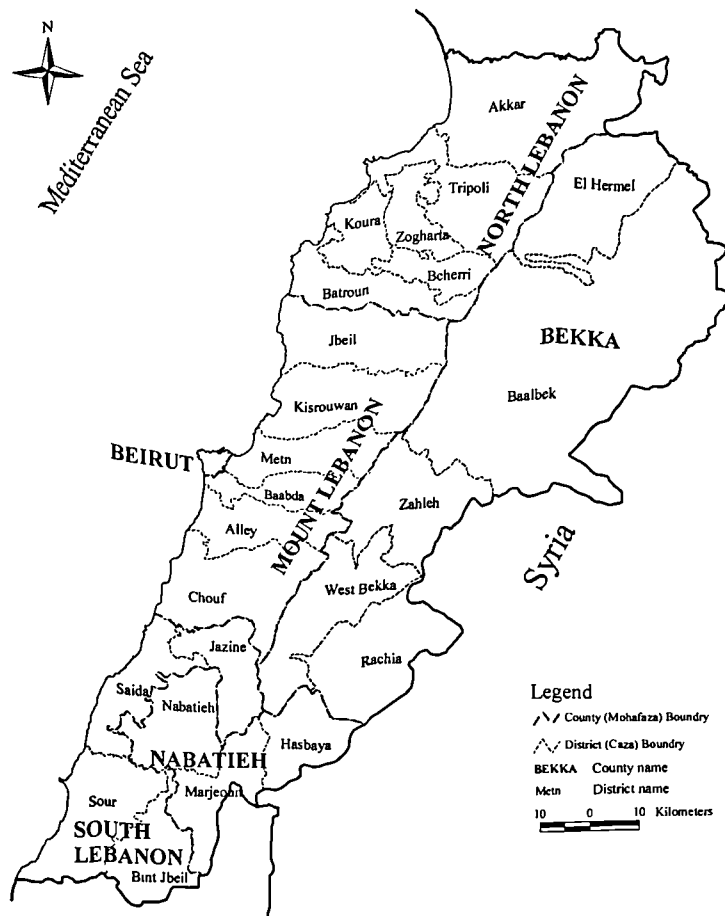 N
Mediterranean Sea
Akkar
NORTH LEBANON
El Hermel
Tripoli
Koura
Zogharta
Bcherri
Batroun
Jbeil
BEKKA
Baalbek
Kisrouwan
BEIRUT
Metn
MOUNT LEBANON
Baabda
Zahleh
Alley
Syria
West Bekka
Chouf
Jazine
Rachia
Saida
Nabatieh
Hasbaya
NABATIEH
Marjeoun
Sour
SOUTH
LEBANON
Bint Jbeil
Legend
County (Mohafaza) Boundry
District (Caza) Boundry
BEKKA County name
Metn District name
10 0 10 Kilometers